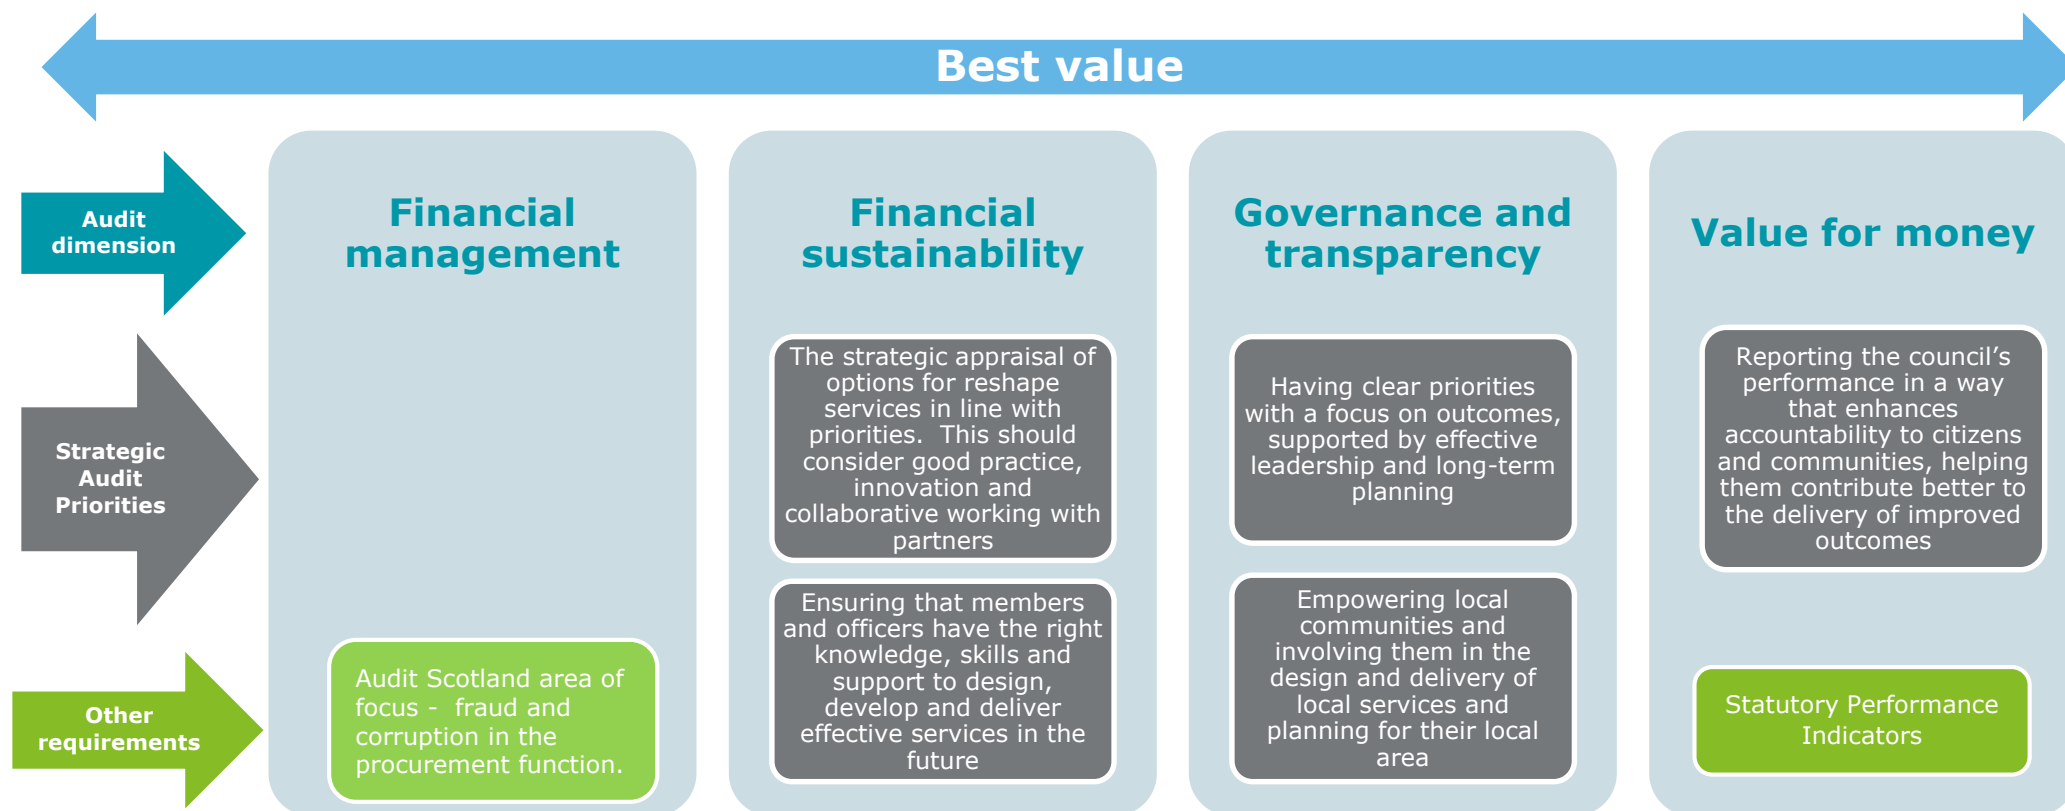 Best value
Audit
dimension
Financial
management
Financial
sustainability
Governance and
transparency
Value for money
Strategic
Audit
Priorities
The strategic appraisal of
options for reshape
services in line with
priorities.  This should
consider good practice,
innovation and
collaborative working with
partners
Having clear priorities
with a focus on outcomes,
supported by effective
leadership and long-term
planning
Reporting the council’s
performance in a way
that enhances
accountability to citizens
and communities, helping
them contribute better to
the delivery of improved
outcomes
Ensuring that members
and officers have the right
knowledge, skills and
support to design,
develop and deliver
effective services in the
future
Empowering local
communities and
involving them in the
design and delivery of
local services and
planning for their local
area
Other
requirements
Audit Scotland area of
focus -  fraud and
corruption in the
procurement function.
Statutory Performance
Indicators